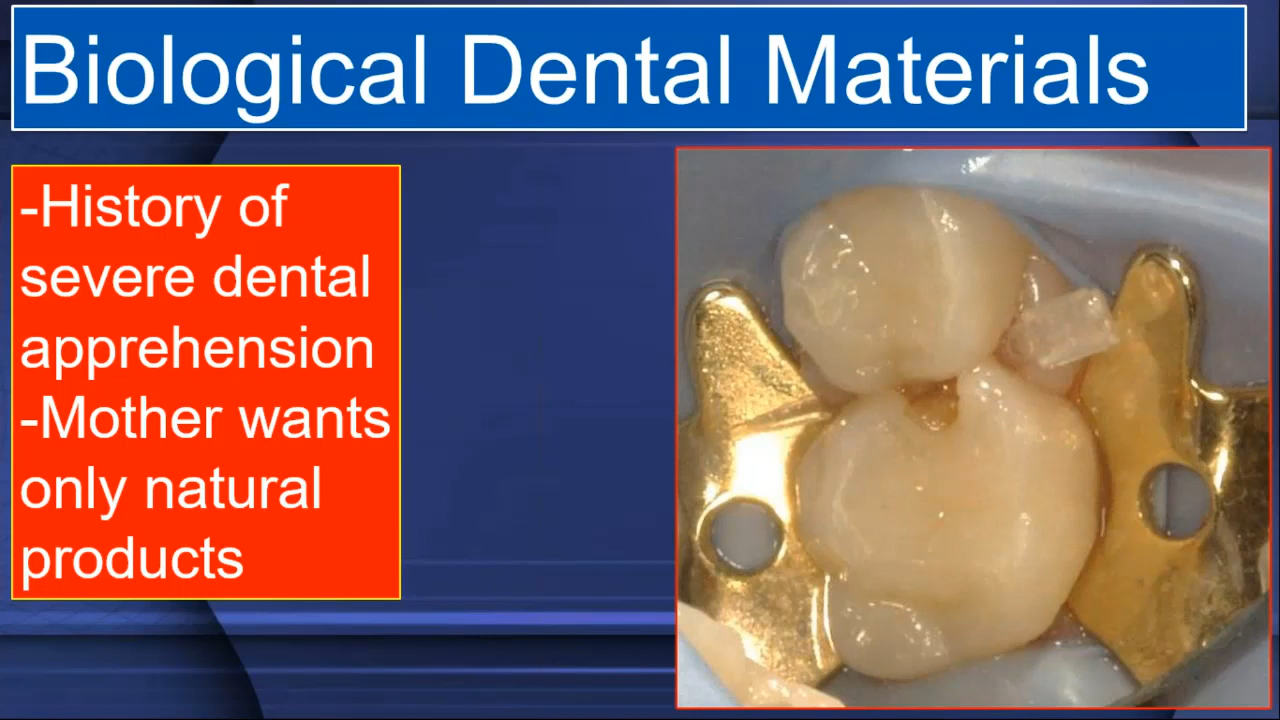 Biological Dental Materials
-History of
severe dental
apprehension
-Mother wants
only natural
products